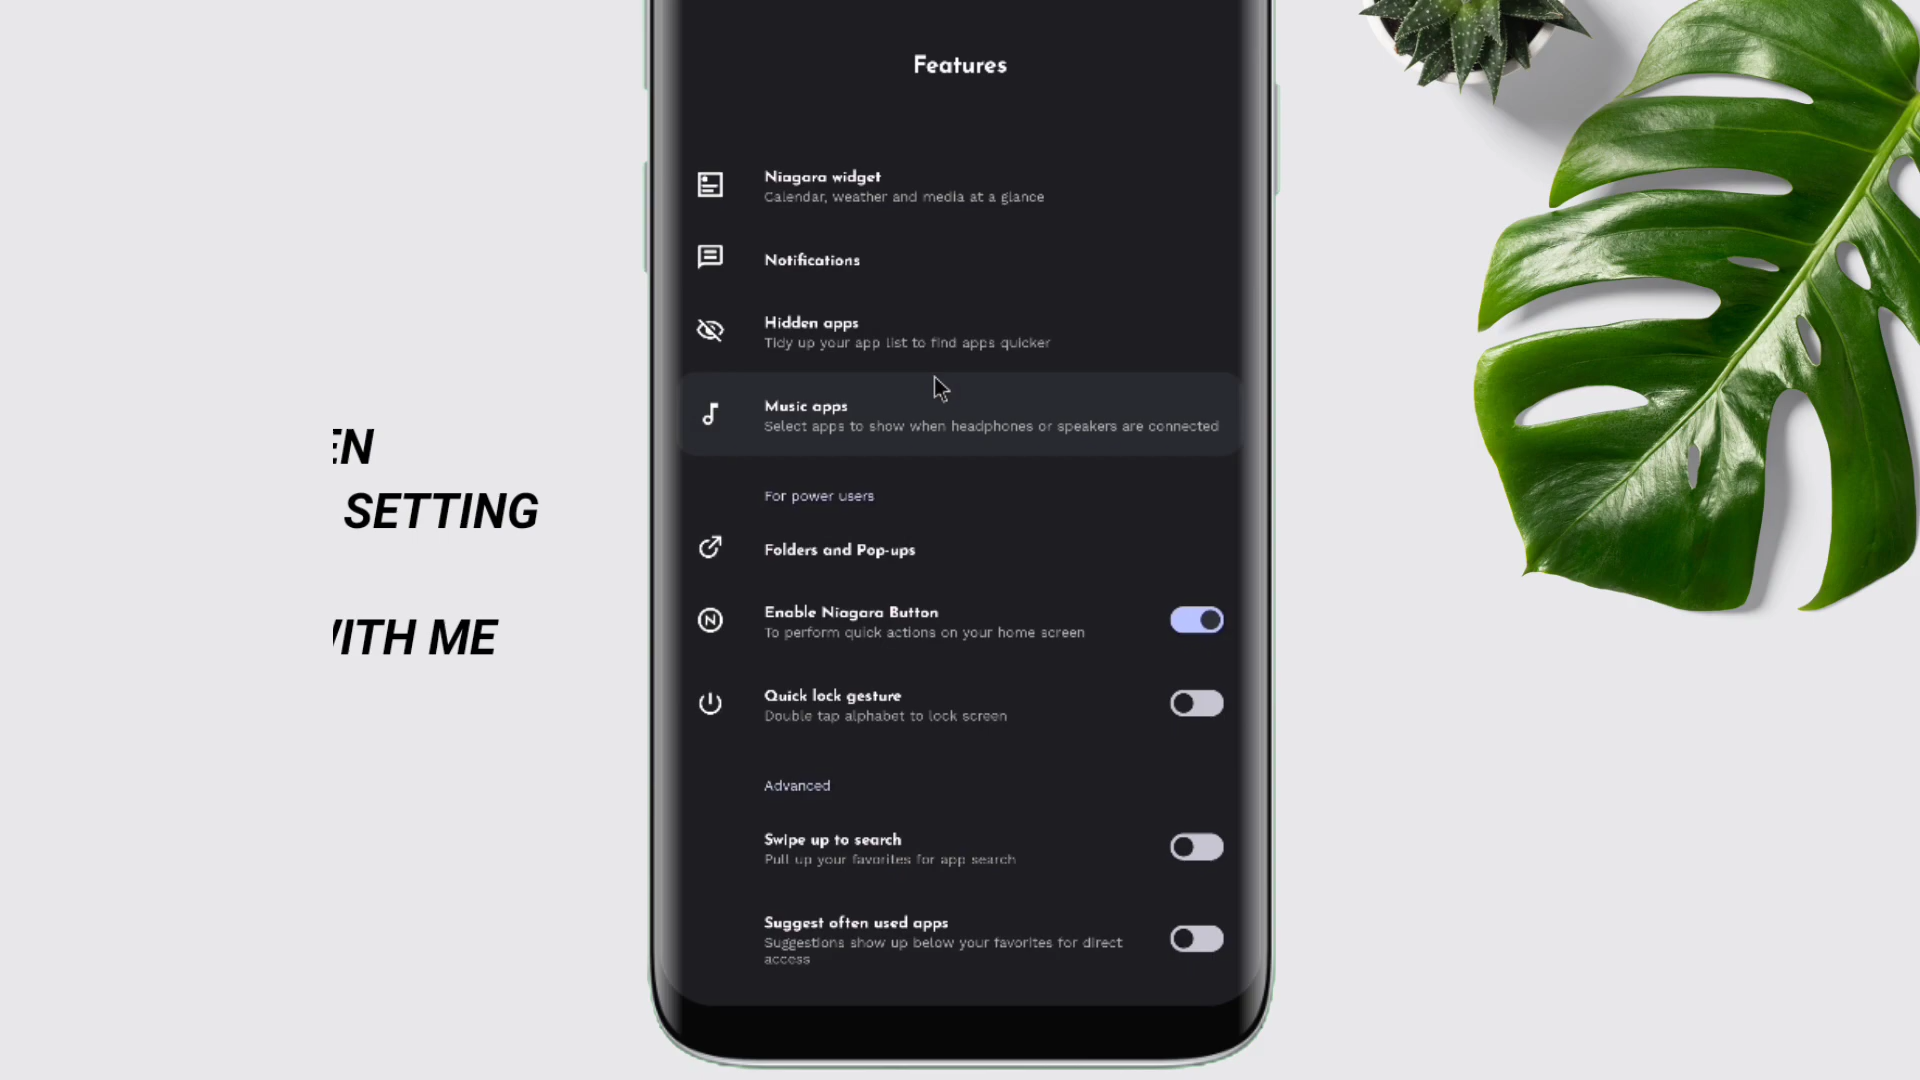 Features
Niagara widget
Calendar, weather and media at a glance
Notifications
Hidden apps
Tidy up your app list to find apps quicker
Music apps
Select apps to show when headphones or speakers are connected
For power users
Folders and Pop-ups
Enable Niagara Button
To perform quick actions on your home screen
Quick lock gesture
Double tap alphabet to lock screen
Advanced
Swipe up to search
Pull up your favorites for app search
Suggest often used apps
Suggestions show up below your favorites for direct
access
SETTING
ME